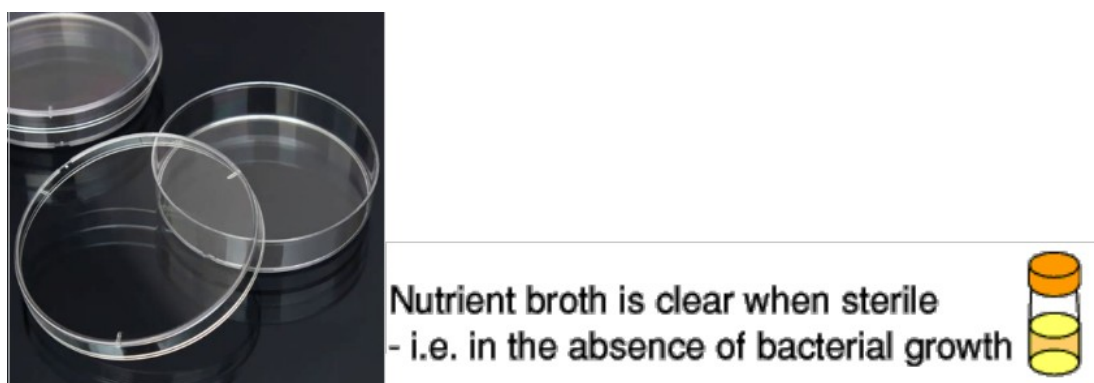 Nutrient broth is clear when sterile
- i.e. in the absence of bacterial growth